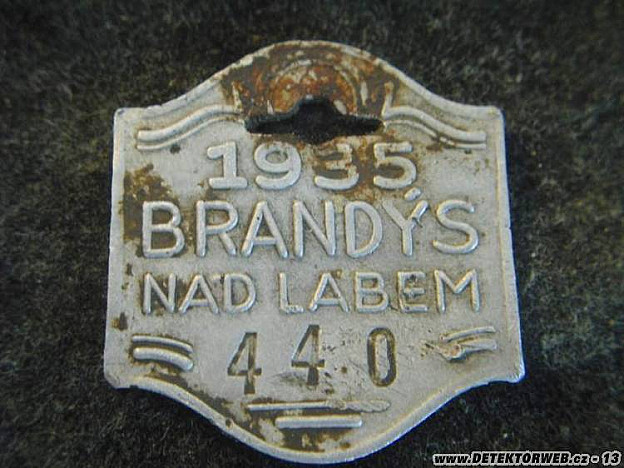 1935
BRANDÝS
NAD LABEM
440
www.DETEKTORWEB.cz - 13